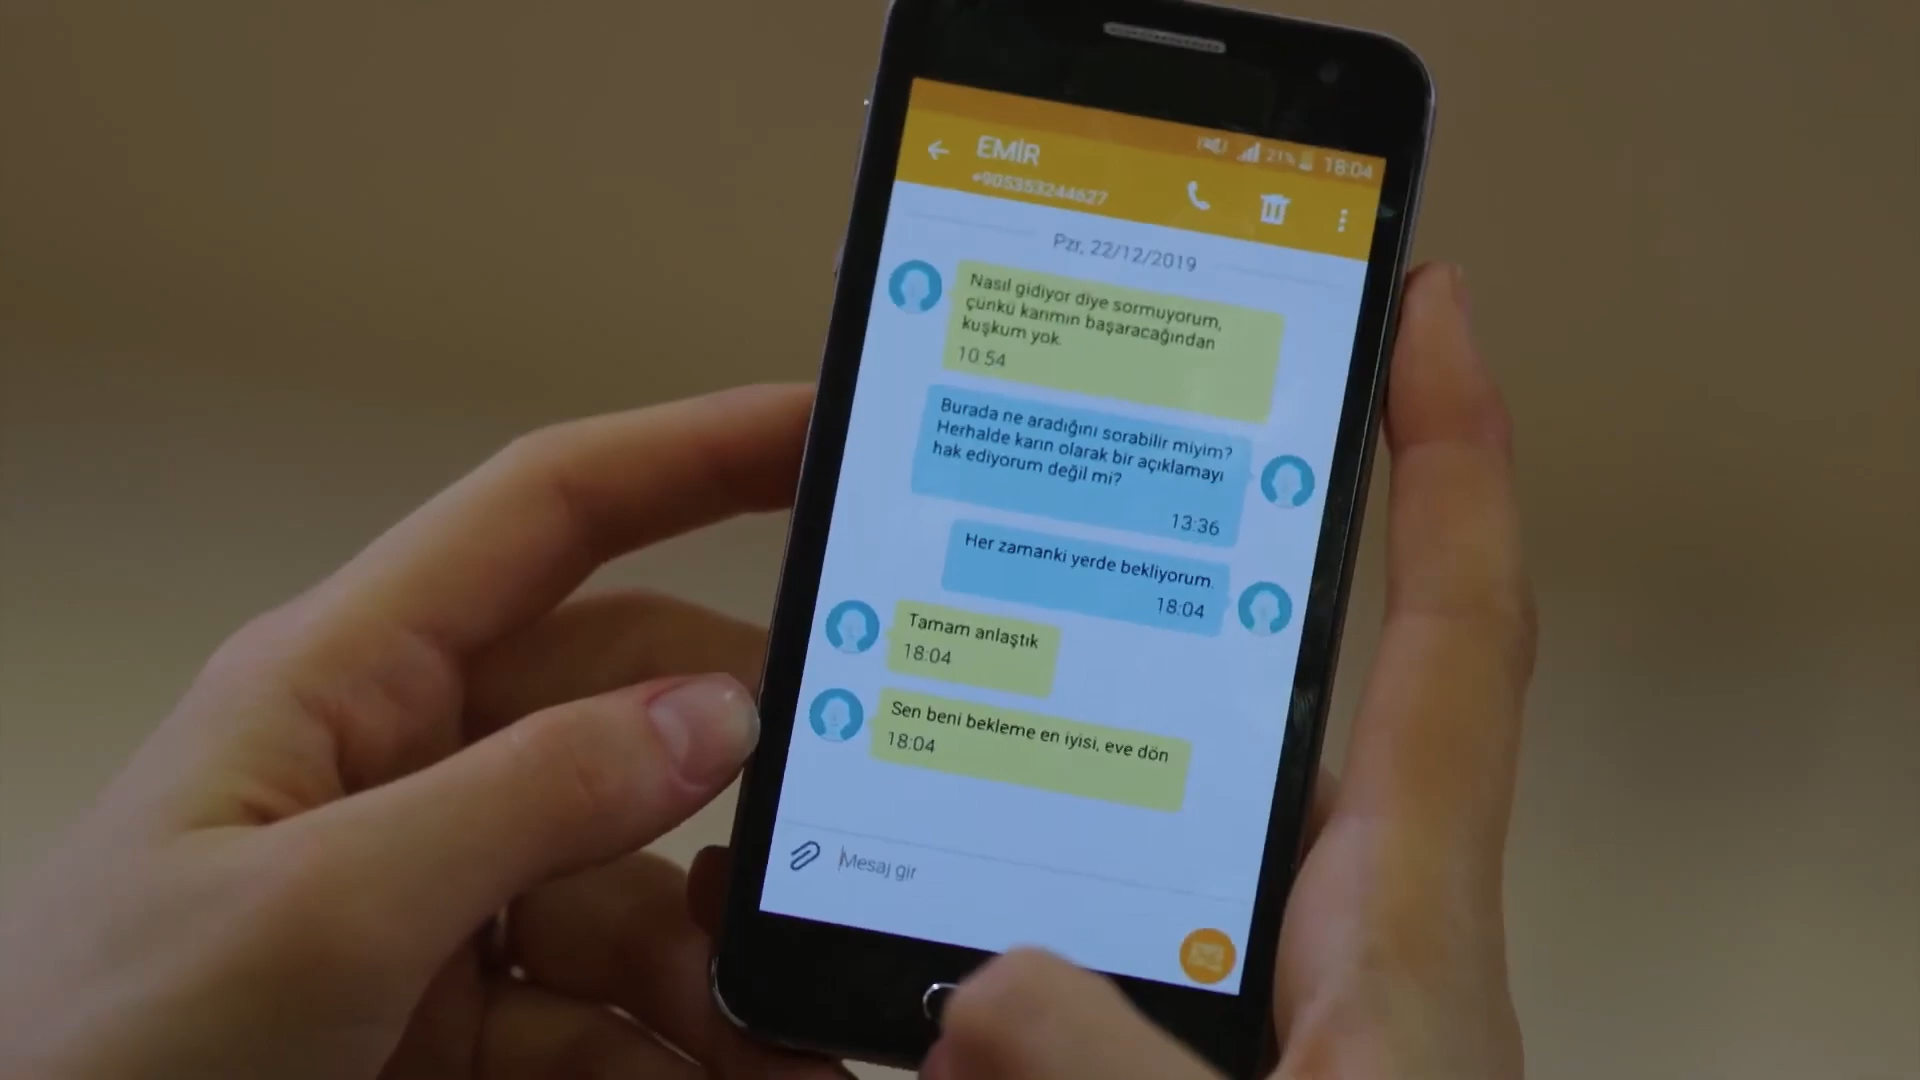 21% 18:04
EMİR
+905353244627
Pzr, 22/12/2019
Nasıl gidiyor diye sormuyorum,
çünkü karımın başaracağından
kuşkum yok.
10:54
Burada ne aradığını sorabilir miyim?
Herhalde karın olarak bir açıklamayı
hak ediyorum değil mi?
13:36
Her zamanki yerde bekliyorum.
18:04
Tamam anlaştık
18:04
Sen beni bekleme en iyisi, eve dön
18:04
Mesaj gir